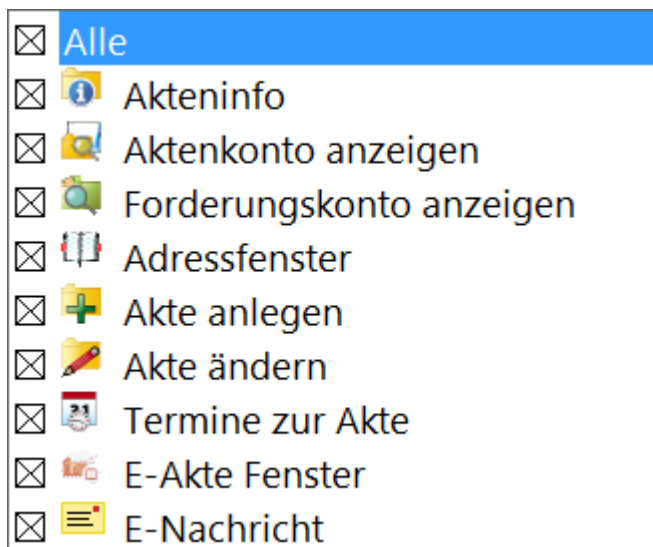 Alle
Akteninfo
Aktenkonto anzeigen
Forderungskonto anzeigen
Adressfenster
Akte anlegen
Akte ändern
Termine zur Akte
E-Akte Fenster
E-Nachricht